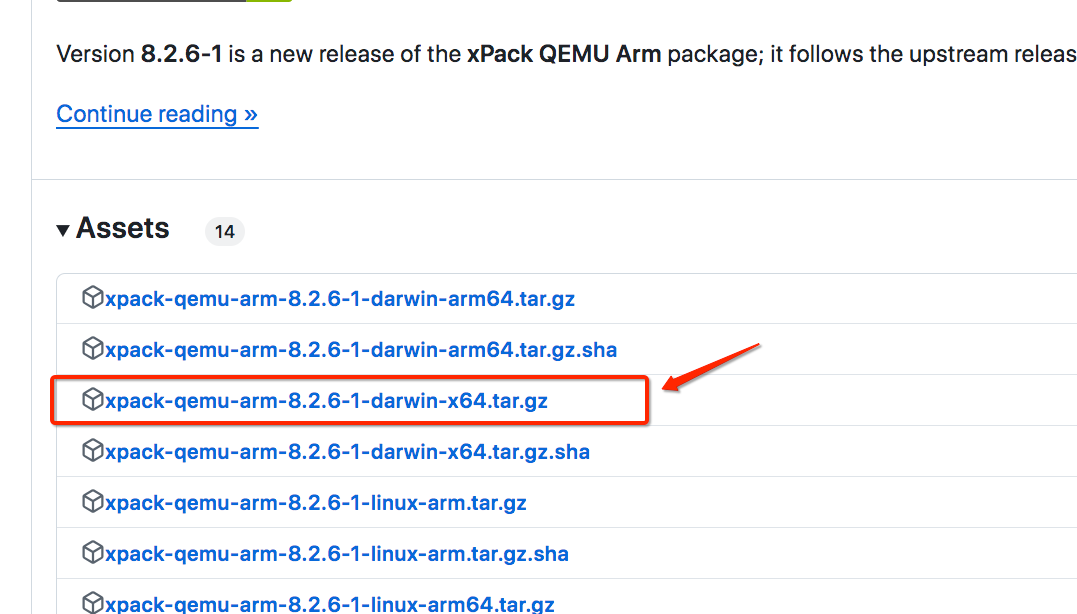 Version 8.2.6-1 is a new release of the xPack QEMU Arm package; it follows the upstream releas
Continue reading »
▾ Assets 14
xpack-qemu-arm-8.2.6-1-darwin-arm64.tar.gz
xpack-qemu-arm-8.2.6-1-darwin-arm64.tar.gz.sha
xpack-qemu-arm-8.2.6-1-darwin-x64.tar.gz
xpack-qemu-arm-8.2.6-1-darwin-x64.tar.gz.sha
xpack-qemu-arm-8.2.6-1-linux-arm.tar.gz
xpack-qemu-arm-8.2.6-1-linux-arm.tar.gz.sha
xpack-qemu-arm-8.2.6-1-linux-arm64.tar.gz